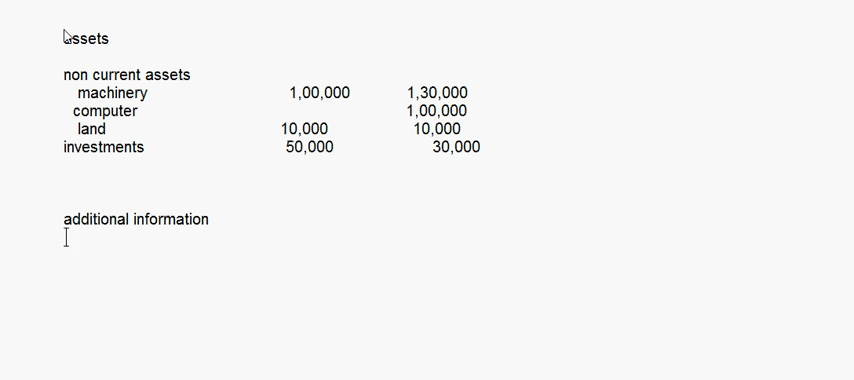 assets
non current assets
machinery 1,00,000 1,30,000
computer 1,00,000
land 10,000 10,000
investments 50,000 30,000
additional information